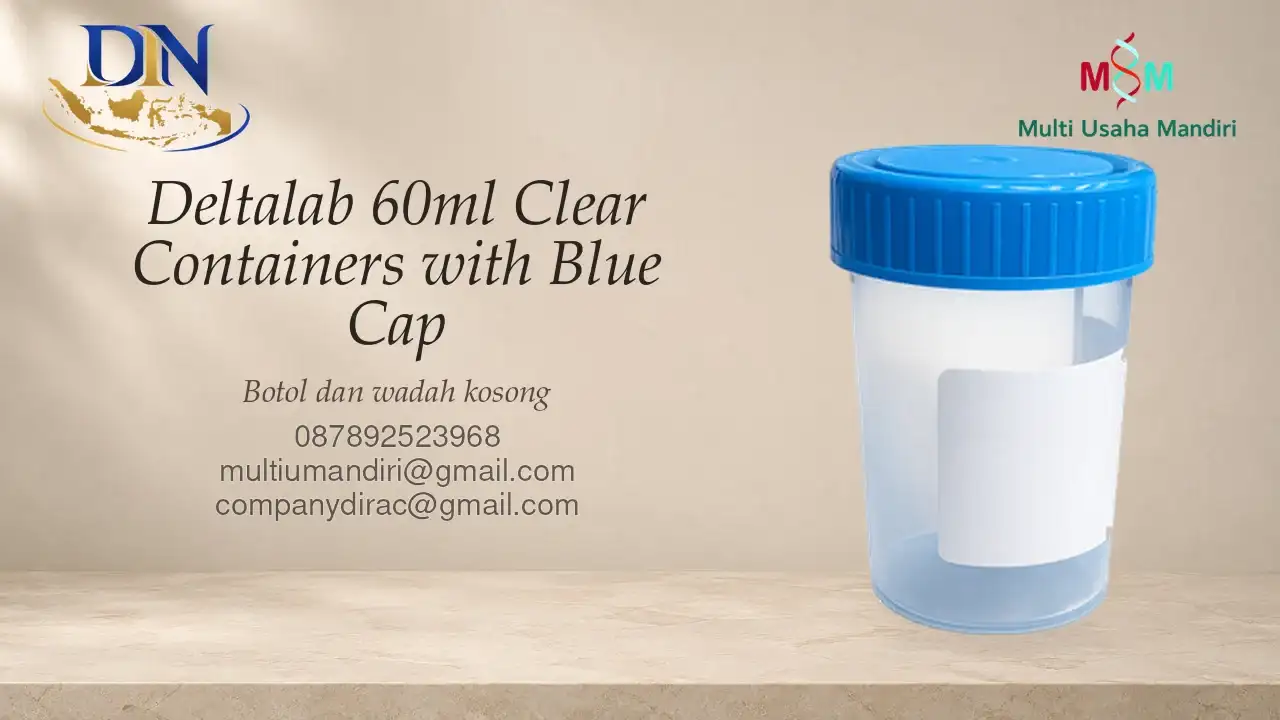 DN
MSM
Multi Usaha Mandiri
Deltalab 60ml Clear
Containers with Blue
Cap
Botol dan wadah kosong
087892523968
multiumandiri@gmail.com
companydirac@gmail.com